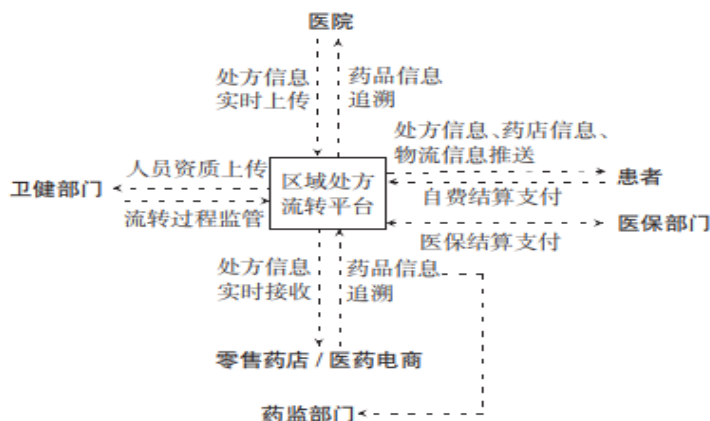 医院
处方信息
实时上传
药品信息
追溯
处方信息、药店信息、
物流信息推送
人员资质上传
卫健部门
流转过程监管
区域处方
流转平台
患者
自费结算支付
医保部门
医保结算支付
处方信息
实时接收
药品信息
追溯
零售药店 / 医药电商
药监部门